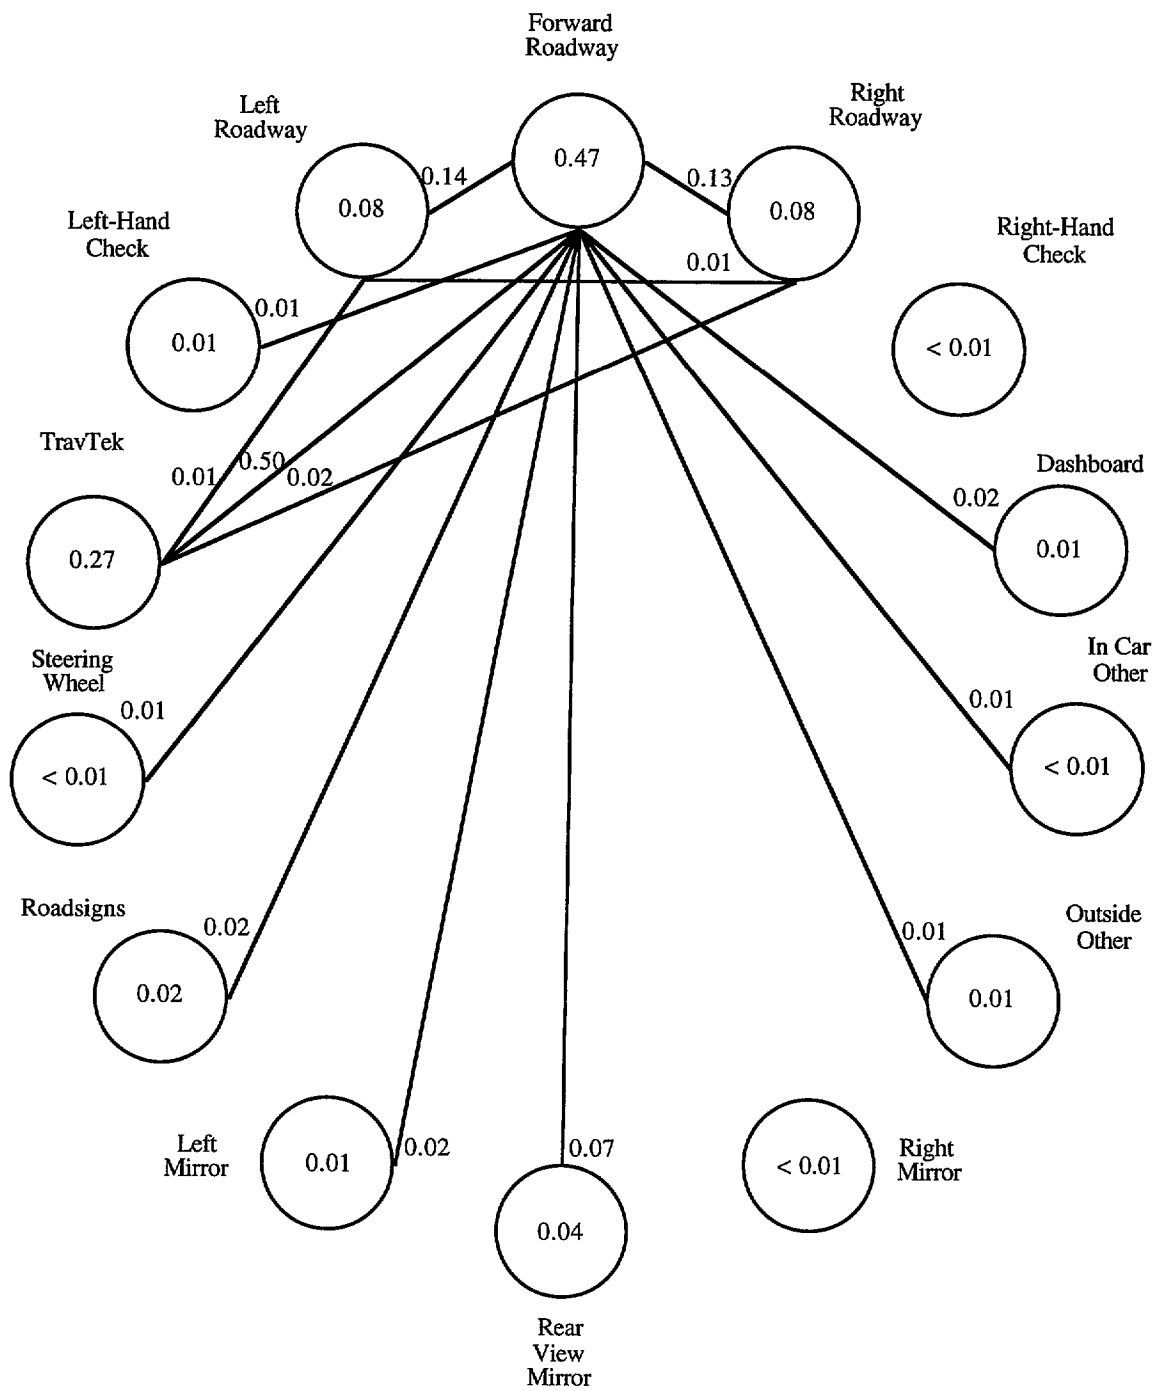 Forward
Roadway
Left
Roadway
Right
Roadway
0.47
0.14
0.13
0.08
0.08
Left-Hand
Check
Right-Hand
Check
0.01
0.01
0.01
< 0.01
TravTek
0.01
0.50
0.02
0.27
Dashboard
0.02
0.01
Steering
Wheel
0.01
< 0.01
In Car
Other
0.01
< 0.01
Roadsigns
0.02
0.02
Outside
Other
0.01
0.01
Left
Mirror
0.01
0.02
0.07
0.04
Rear
View
Mirror
< 0.01
Right
Mirror